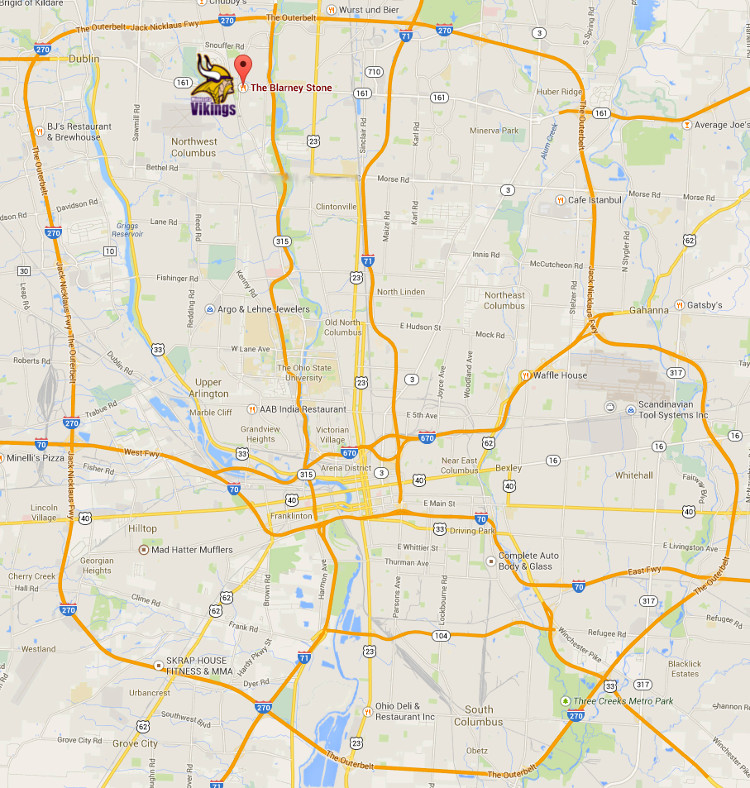 Brigid of Kildare
Chubby's
Wurst und Bier
270
The Outerbelt
Jack Nicklaus Fwy
The Outerbelt
71
270
3
S Spring Rd
270
Snouffer Rd
Dublin
161
The Blarney Stone
Vikings
710
161
161
Huber Ridge
The Outerbelt
161
Average Joe's
BJ's Restaurant
& Brewhouse
Sawmill Rd
23
Sinclair Rd
Karl Rd
Minerva Park
Alum Creek
Northwest
Columbus
The Outerbelt
Bethel Rd
Morse Rd
3
Morse Rd
Morse Rd
Cafe Istanbul
Davidson Rd
Clintonville
Maize Rd
Karl Rd
Lane Rd
Reed Rd
Griggs
Reservoir
270
10
315
71
Innis Rd
McCutcheon Rd
N Stygler Rd
62
30
Leap Rd
Jack Nicklaus Fwy
Fishinger Rd
Kenny Rd
23
North Linden
Northeast
Columbus
Stelzer Rd
Jack Nicklaus Fwy
Redding Rd
Argo & Lehne Jewelers
Gahanna
Gatsby's
Old North
Columbus
E Hudson St
Mock Rd
33
W Lane Ave
Roberts Rd
Dublin Rd
The Outerbelt
The Ohio State
University
Joyce Ave
Woodland Ave
Waffle House
317
Upper
Arlington
23
3
Trabue Rd
Marble Cliff
AAB India Restaurant
E 5th Ave
Scandinavian
Tool Systems Inc
270
Grandview
Heights
Victorian
Village
670
670
62
16
16
70
West Fwy
Minelli's Pizza
Fisher Rd
Jack Nicklaus Fwy
33
Arena District
315
3
Near East
Columbus
16
Bexley
Whitehall
70
40
40
40
Lincoln
Village
40
Franklinton
E Main St
70
40
33
Driving Park
Hilltop
Mad Hatter Mufflers
E Whittier St
E Livingston Ave
Georgian
Heights
Harmon Ave
Thurman Ave
Complete Auto
Body & Glass
East Fwy
The Outerbelt
Cherry Creek
Hall Rd
Brown Rd
Parsons Ave
Lockbourne Rd
70
317
270
Clime Rd
62
62
Frank Rd
104
Winchester Pike
Refugee Rd
Refugee Rd
Westland
Hardy Pkwy St
71
23
SKRAP HOUSE
FITNESS & MMA
Blacklick
Estates
Dyer Rd
33
317
Urbancrest
270
Three Creeks Metro Park
Shannon Rd
Southwest Blvd
62
Ohio Deli &
Restaurant Inc
South
Columbus
270
Grove City Rd
Grove City
23
Obetz
The Outerbelt
The Outerbelt
Winchester Pike
71